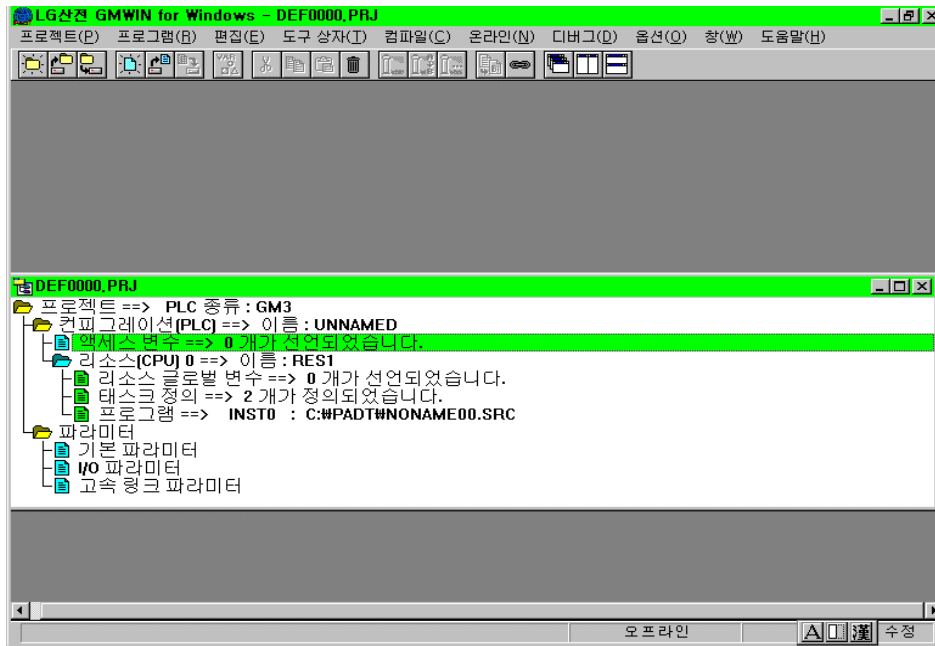 LG산전 GMWIN for Windows - DEF0000.PRJ
프로젝트(P) 프로그램(R) 편집(E) 도구 상자(T) 컴파일(C) 온라인(N) 디버그(D) 옵션(O) 창(W) 도움말(H)
DEF0000.PRJ
프로젝트 ==> PLC 종류 : GM3
컨피그레이션(PLC) ==> 이름 : UNNAMED
액세스 변수 ==> 0 개가 선언되었습니다.
리소스(CPU) 0 ==> 이름 : RES1
리소스 글로벌 변수 ==> 0 개가 선언되었습니다.
태스크 정의 ==> 2 개가 정의되었습니다.
프로그램 ==> INST0 : C:₩PADT₩NONAME00.SRC
파라미터
기본 파라미터
I/O 파라미터
고속 링크 파라미터
오프라인 A 漢 수정